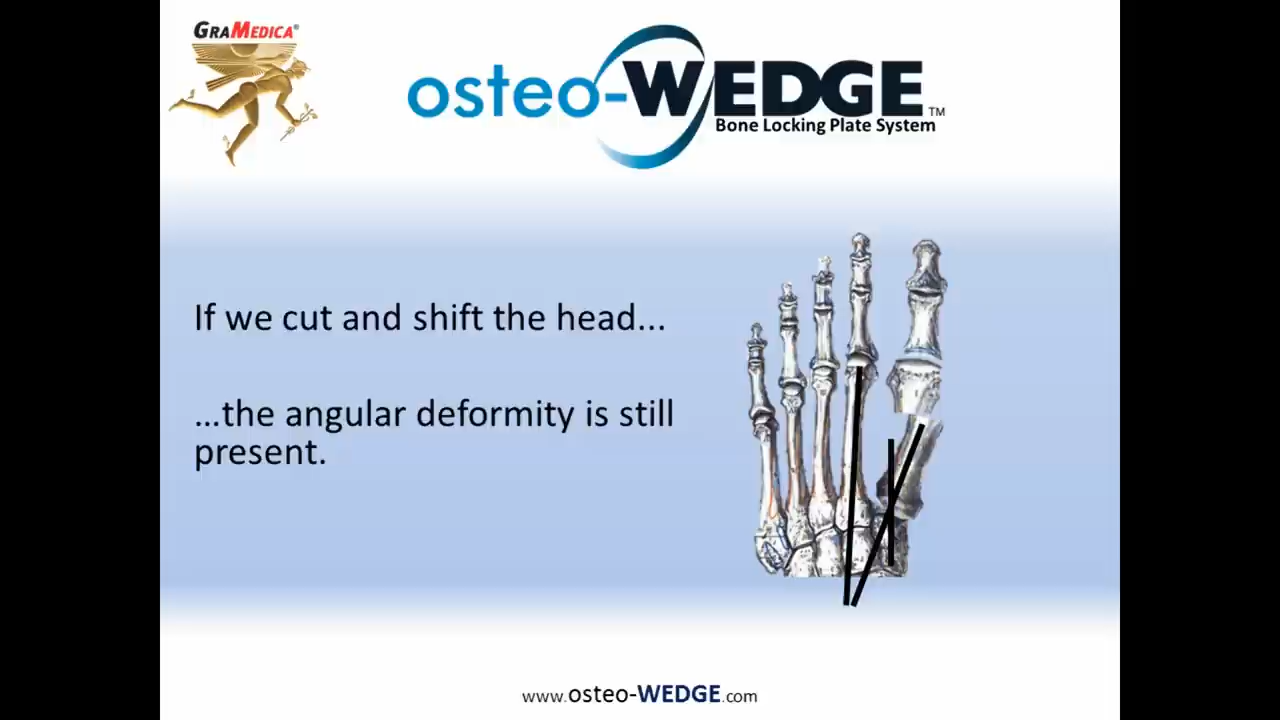 GRAMEDICA®
osteo-WEDGE™
Bone Locking Plate System
If we cut and shift the head...
...the angular deformity is still
present.
www.osteo-WEDGE.com